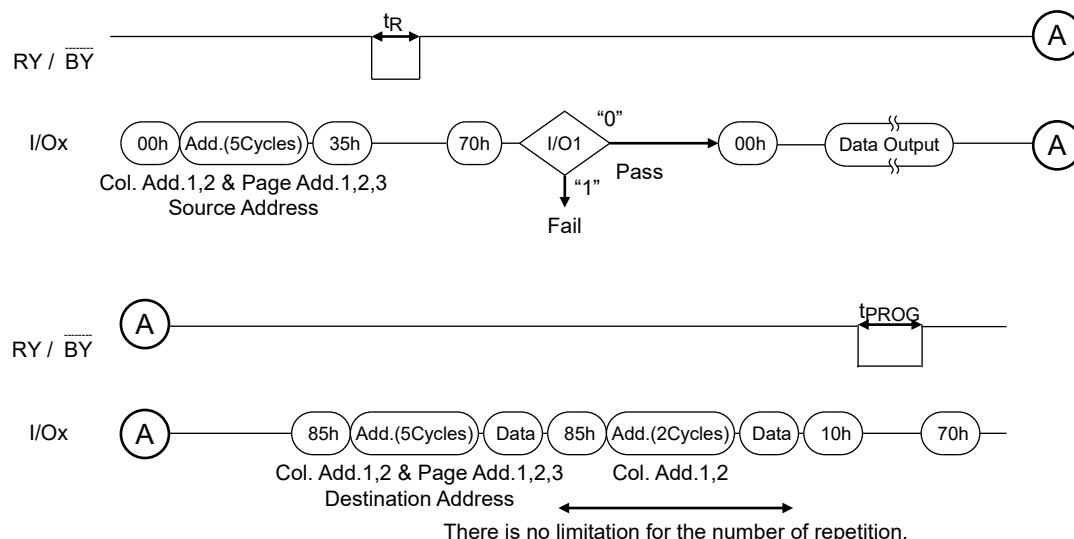 tR
A
RY / BY
I/Ox
00h Add.(5Cycles) 35h 70h I/O1 "0" 00h Data Output A
Pass
"1"
Col. Add.1,2 & Page Add.1,2,3
Source Address
Fail
A
tPROG
RY / BY
I/Ox
A 85h Add.(5Cycles) Data 85h Add.(2Cycles) Data 10h 70h
Col. Add.1,2 & Page Add.1,2,3 Col. Add.1,2
Destination Address
There is no limitation for the number of repetition.